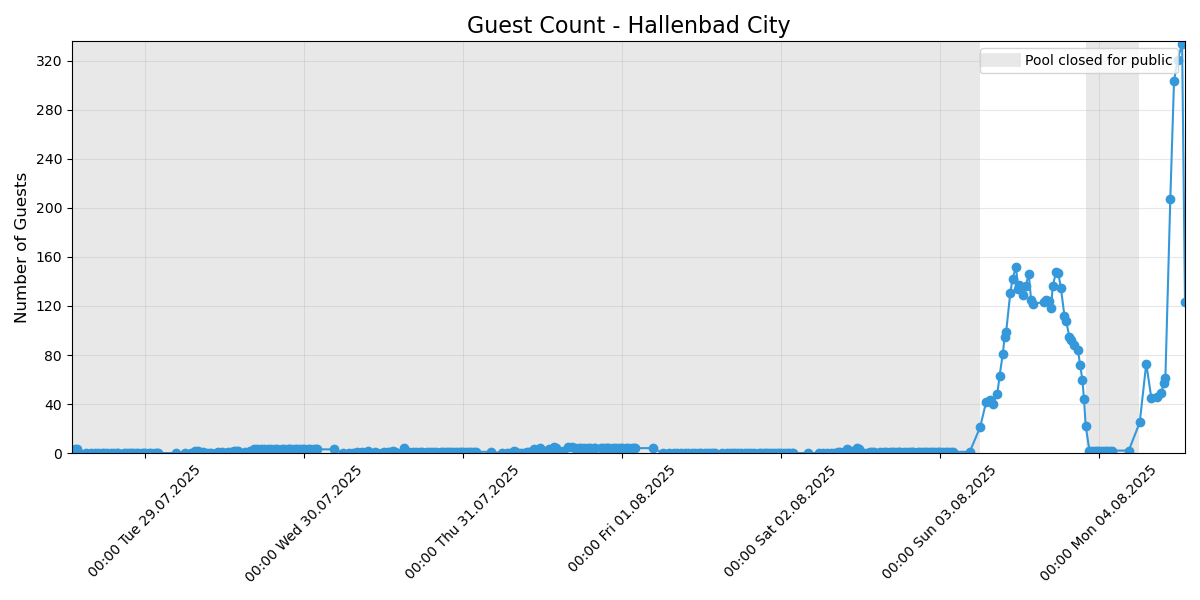 Guest Count - Hallenbad City
Pool closed for public
Number of Guests
320
280
240
200
160
120
80
40
0
00:00 Tue 29.07.2025
00:00 Wed 30.07.2025
00:00 Thu 31.07.2025
00:00 Fri 01.08.2025
00:00 Sat 02.08.2025
00:00 Sun 03.08.2025
00:00 Mon 04.08.2025